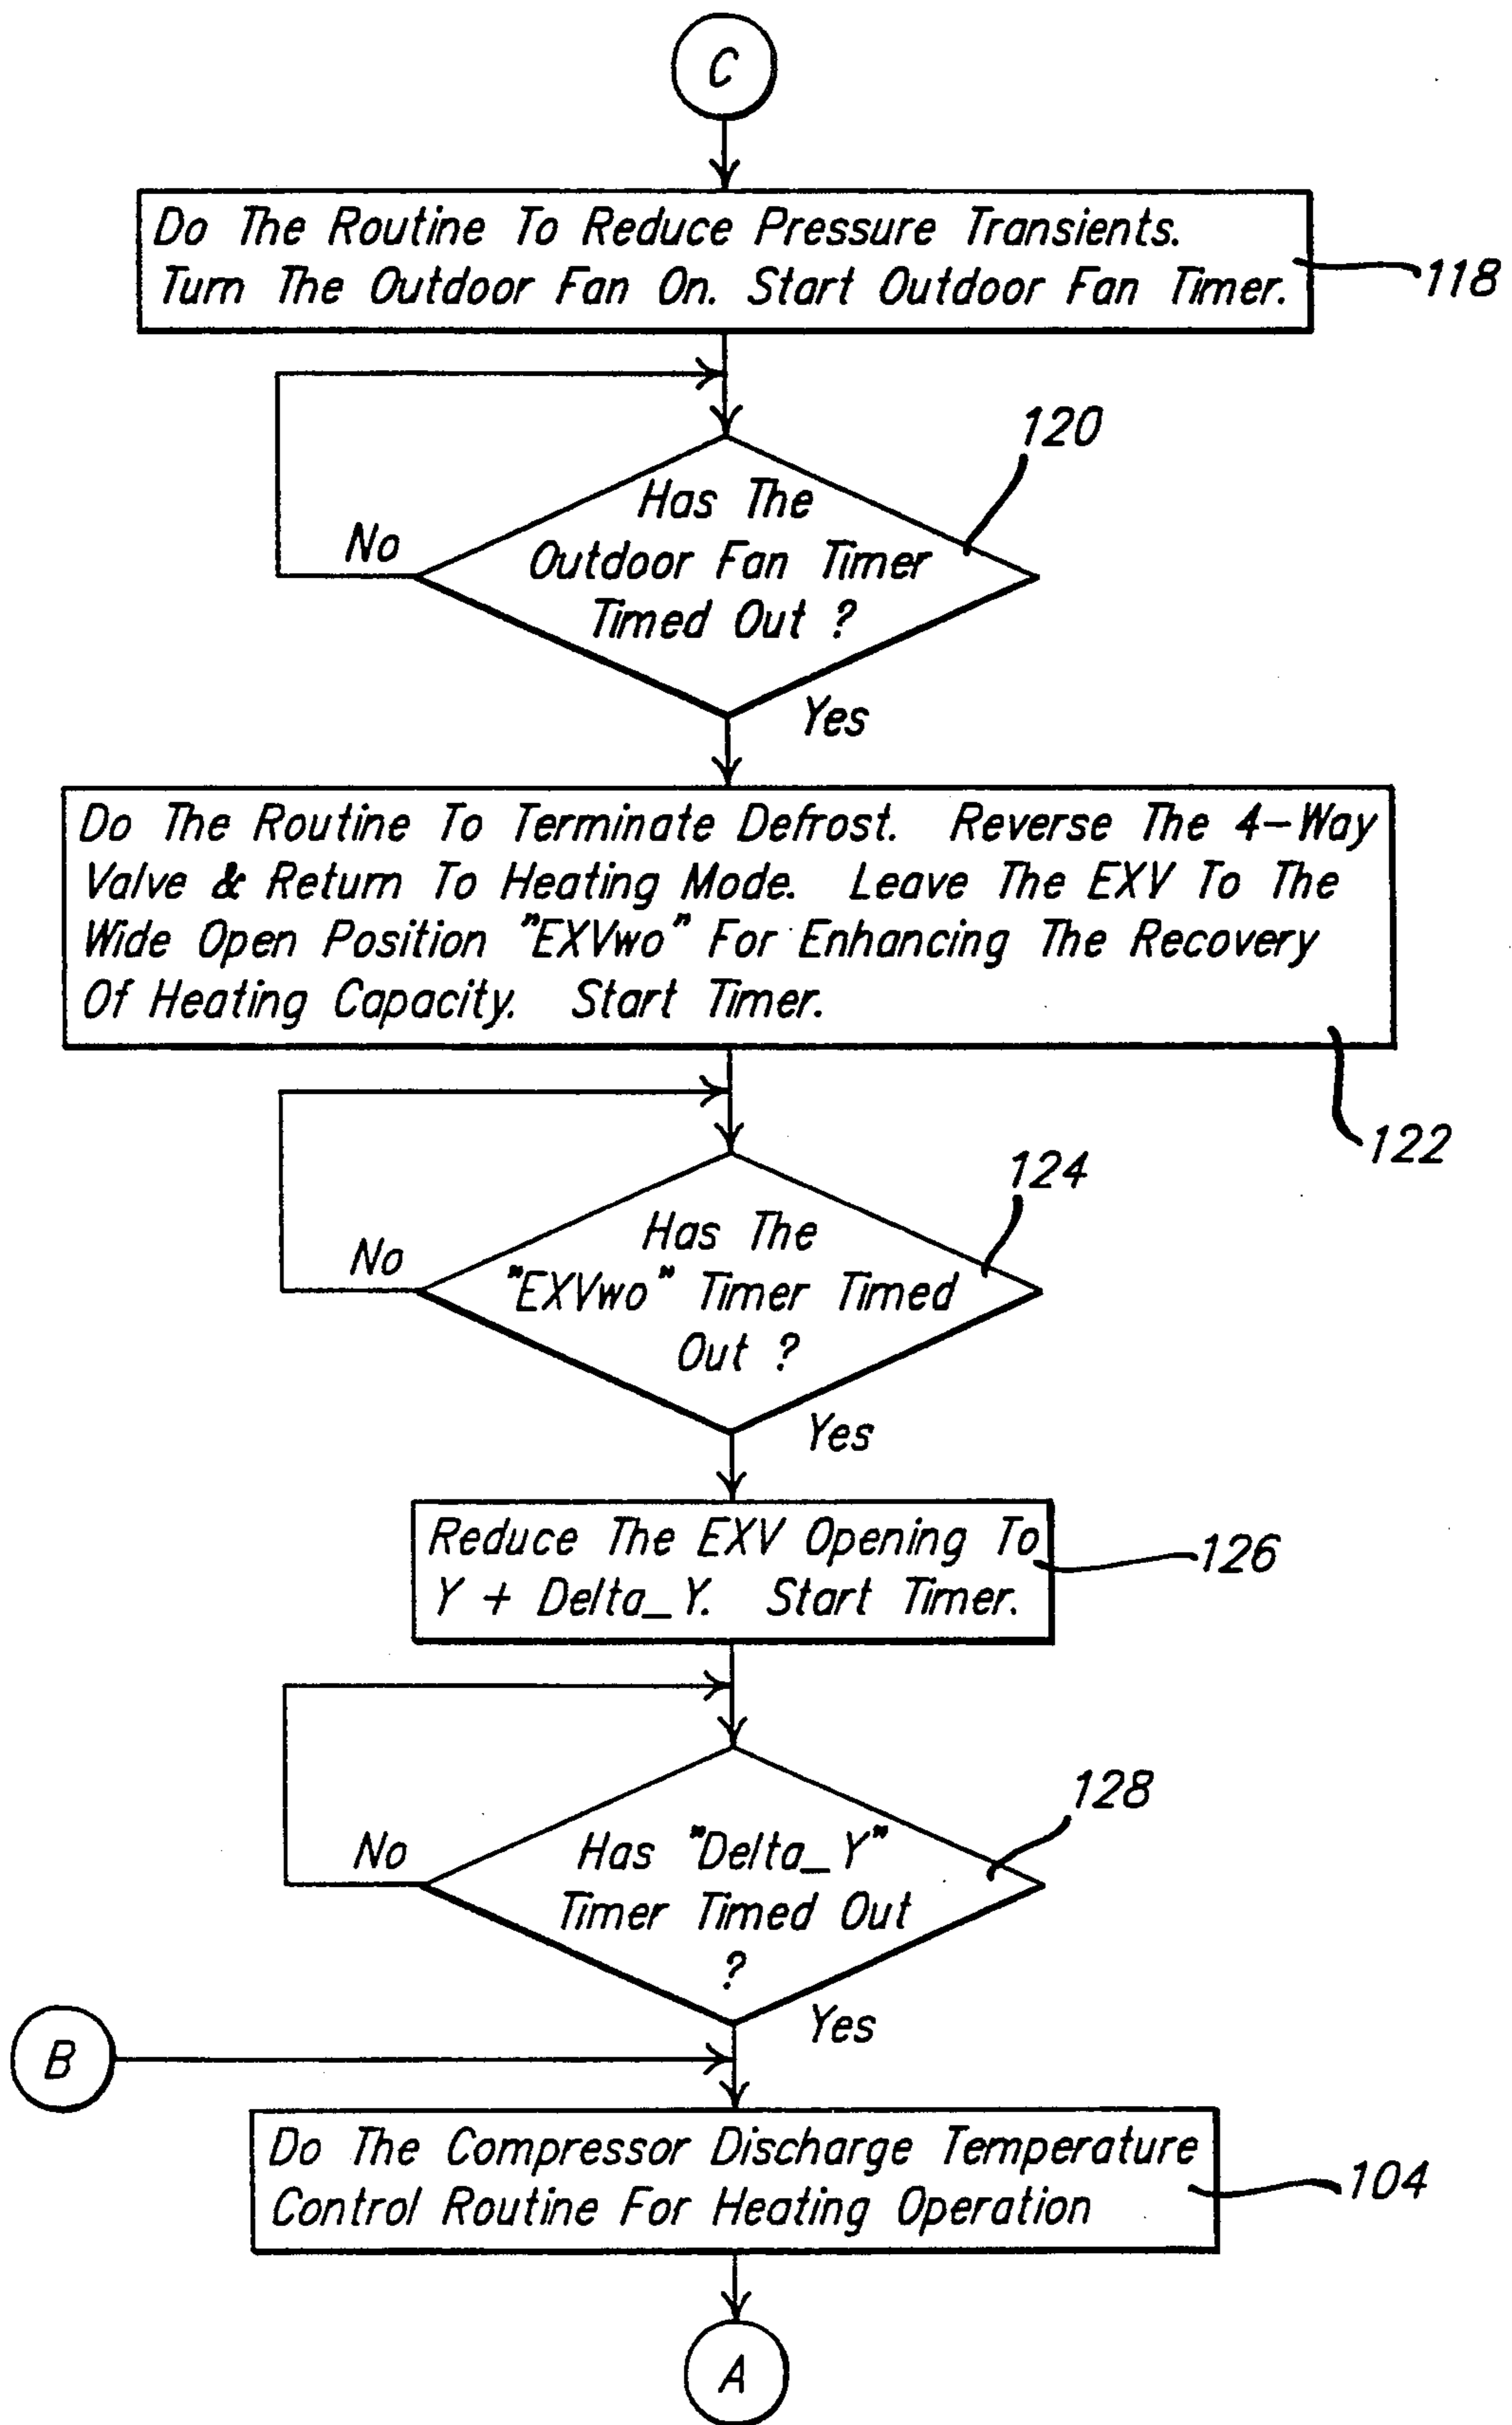 C
Do The Routine To Reduce Pressure Transients.
Turn The Outdoor Fan On. Start Outdoor Fan Timer.
118
120
Has The
Outdoor Fan Timer
Timed Out ?
No
Yes
Do The Routine To Terminate Defrost. Reverse The 4-Way
Valve & Return To Heating Mode. Leave The EXV To The
Wide Open Position "EXVwo" For Enhancing The Recovery
Of Heating Capacity. Start Timer.
122
124
Has The
"EXVwo" Timer Timed
Out ?
No
Yes
Reduce The EXV Opening To
Y + Delta_Y. Start Timer.
126
128
Has "Delta_Y"
Timer Timed Out
?
No
Yes
B
Do The Compressor Discharge Temperature
Control Routine For Heating Operation
104
A